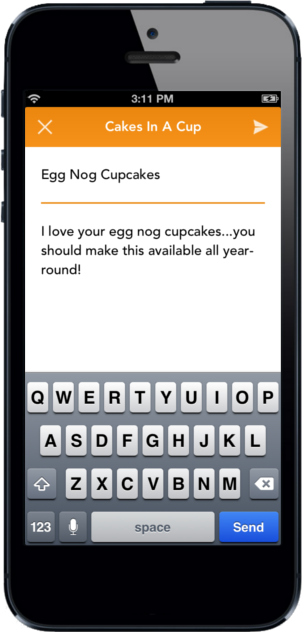 3:11 PM
Cakes In A Cup
Egg Nog Cupcakes
I love your egg nog cupcakes...you
should make this available all year-
round!
Q W E R T Y U I O P
A S D F G H J K L
Z X C V B N M
123 space Send